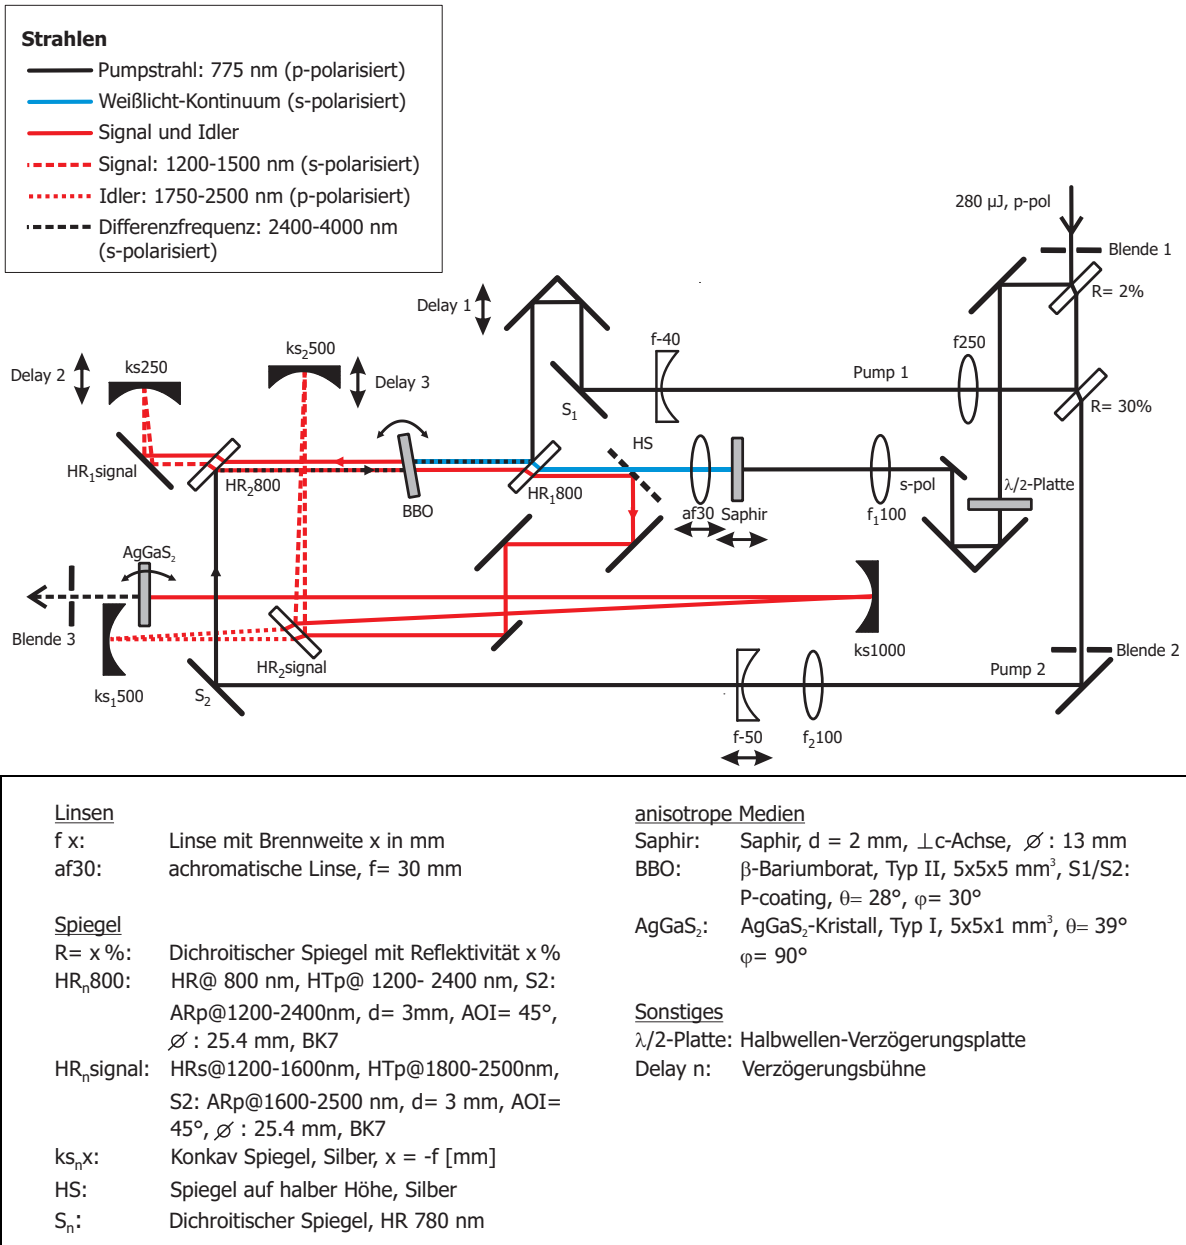 Strahlen
Pumpstrahl: 775 nm (p-polarisiert)
Weißlicht-Kontinuum (s-polarisiert)
Signal und Idler
Signal: 1200-1500 nm (s-polarisiert)
Idler: 1750-2500 nm (p-polarisiert)
Differenzfrequenz: 2400-4000 nm
(s-polarisiert)
280 µJ, p-pol
Blende 1
R= 2%
Delay 1
f-40
f250
ks₂500
ks250
Delay 2
Delay 3
Pump 1
R= 30%
S₁
HS
HR₁signal
HR₂800
BBO
HR₁800
af30
Saphir
f₁100
s-pol
λ/2-Platte
AgGaS₂
Blende 3
ks₁500
HR₂signal
S₂
ks1000
Blende 2
Pump 2
f-50
f₂100
Linsen
f x: Linse mit Brennweite x in mm
af30: achromatische Linse, f= 30 mm
Spiegel
R= x %: Dichroitischer Spiegel mit Reflektivität x %
HRₙ800: HR@ 800 nm, HTp@ 1200- 2400 nm, S2:
ARp@1200-2400nm, d= 3mm, AOI= 45°,
⌀ : 25.4 mm, BK7
HRₙsignal: HRs@1200-1600nm, HTp@1800-2500nm,
S2: ARp@1600-2500 nm, d= 3 mm, AOI=
45°, ⌀ : 25.4 mm, BK7
ksₙx: Konkav Spiegel, Silber, x = -f [mm]
HS: Spiegel auf halber Höhe, Silber
Sₙ: Dichroitischer Spiegel, HR 780 nm
anisotrope Medien
Saphir: Saphir, d = 2 mm, ⊥c-Achse, ⌀ : 13 mm
BBO: β-Bariumborat, Typ II, 5x5x5 mm³, S1/S2:
P-coating, θ= 28°, φ= 30°
AgGaS₂: AgGaS₂-Kristall, Typ I, 5x5x1 mm³, θ= 39°
φ= 90°
Sonstiges
λ/2-Platte: Halbwellen-Verzögerungsplatte
Delay n: Verzögerungsbühne